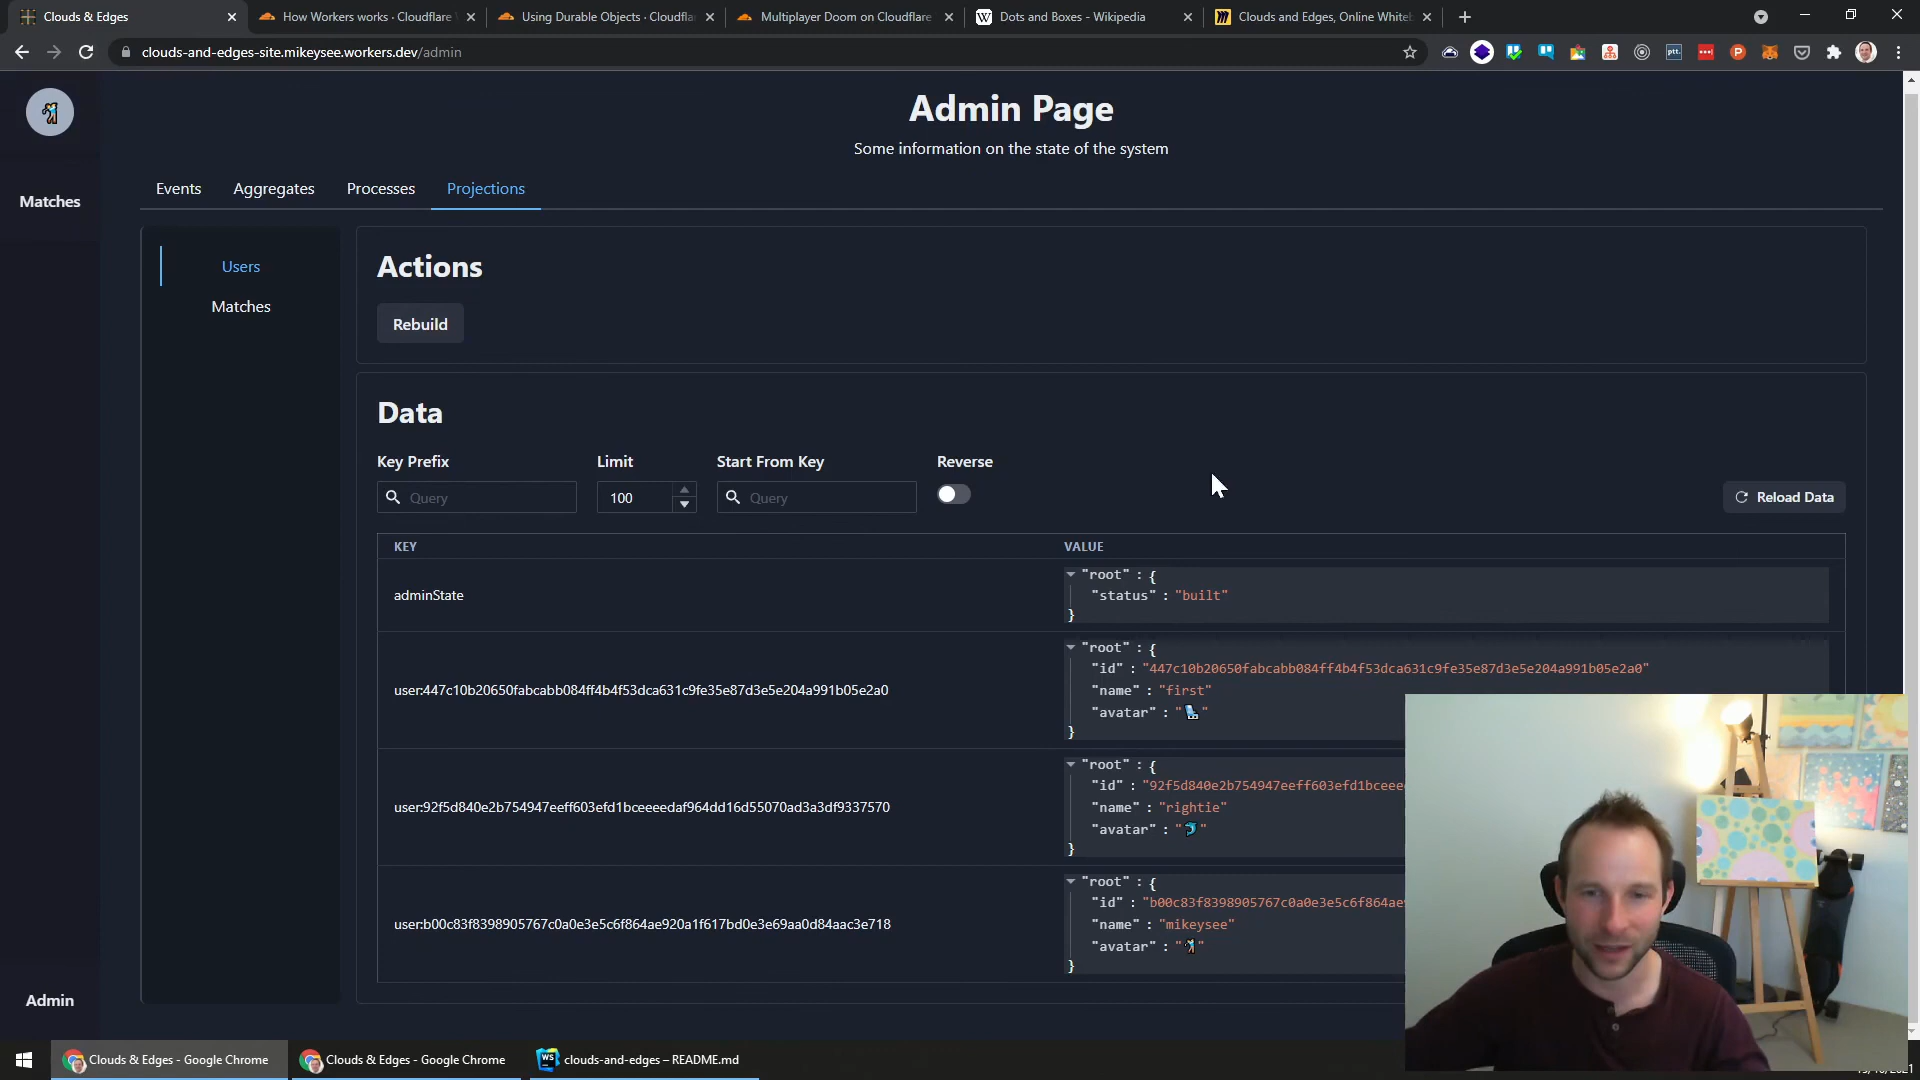 Clouds & Edges
How Workers works · Cloudflare
Using Durable Objects · Cloudfla
Multiplayer Doom on Cloudflare
Dots and Boxes - Wikipedia
Clouds and Edges, Online Whiteb
clouds-and-edges-site.mikeysee.workers.dev/admin
Admin Page
Some information on the state of the system
Matches
Events
Aggregates
Processes
Projections
Users
Matches
Actions
Rebuild
Data
Key Prefix
Limit
Start From Key
Reverse
Query
100
Query
Reload Data
KEY
VALUE
adminState
"root" : {
"status" : "built"
}
user:447c10b20650fabcabb084ff4b4f53dca631c9fe35e87d3e5e204a991b05e2a0
"root" : {
"id" : "447c10b20650fabcabb084ff4b4f53dca631c9fe35e87d3e5e204a991b05e2a0"
"name" : "first"
"avatar" : "🛼"
}
user:92f5d840e2b754947eeff603efd1bceeeedaf964dd16d55070ad3a3df9337570
"root" : {
"id" : "92f5d840e2b754947eeff603efd1bceee
"name" : "rightie"
"avatar" : "🐬"
}
user:b00c83f8398905767c0a0e3e5c6f864ae920a1f617bd0e3e69aa0d84aac3e718
"root" : {
"id" : "b00c83f8398905767c0a0e3e5c6f864ae
"name" : "mikeysee"
"avatar" : ""
}
Admin
Clouds & Edges - Google Chrome
Clouds & Edges - Google Chrome
clouds-and-edges – README.md